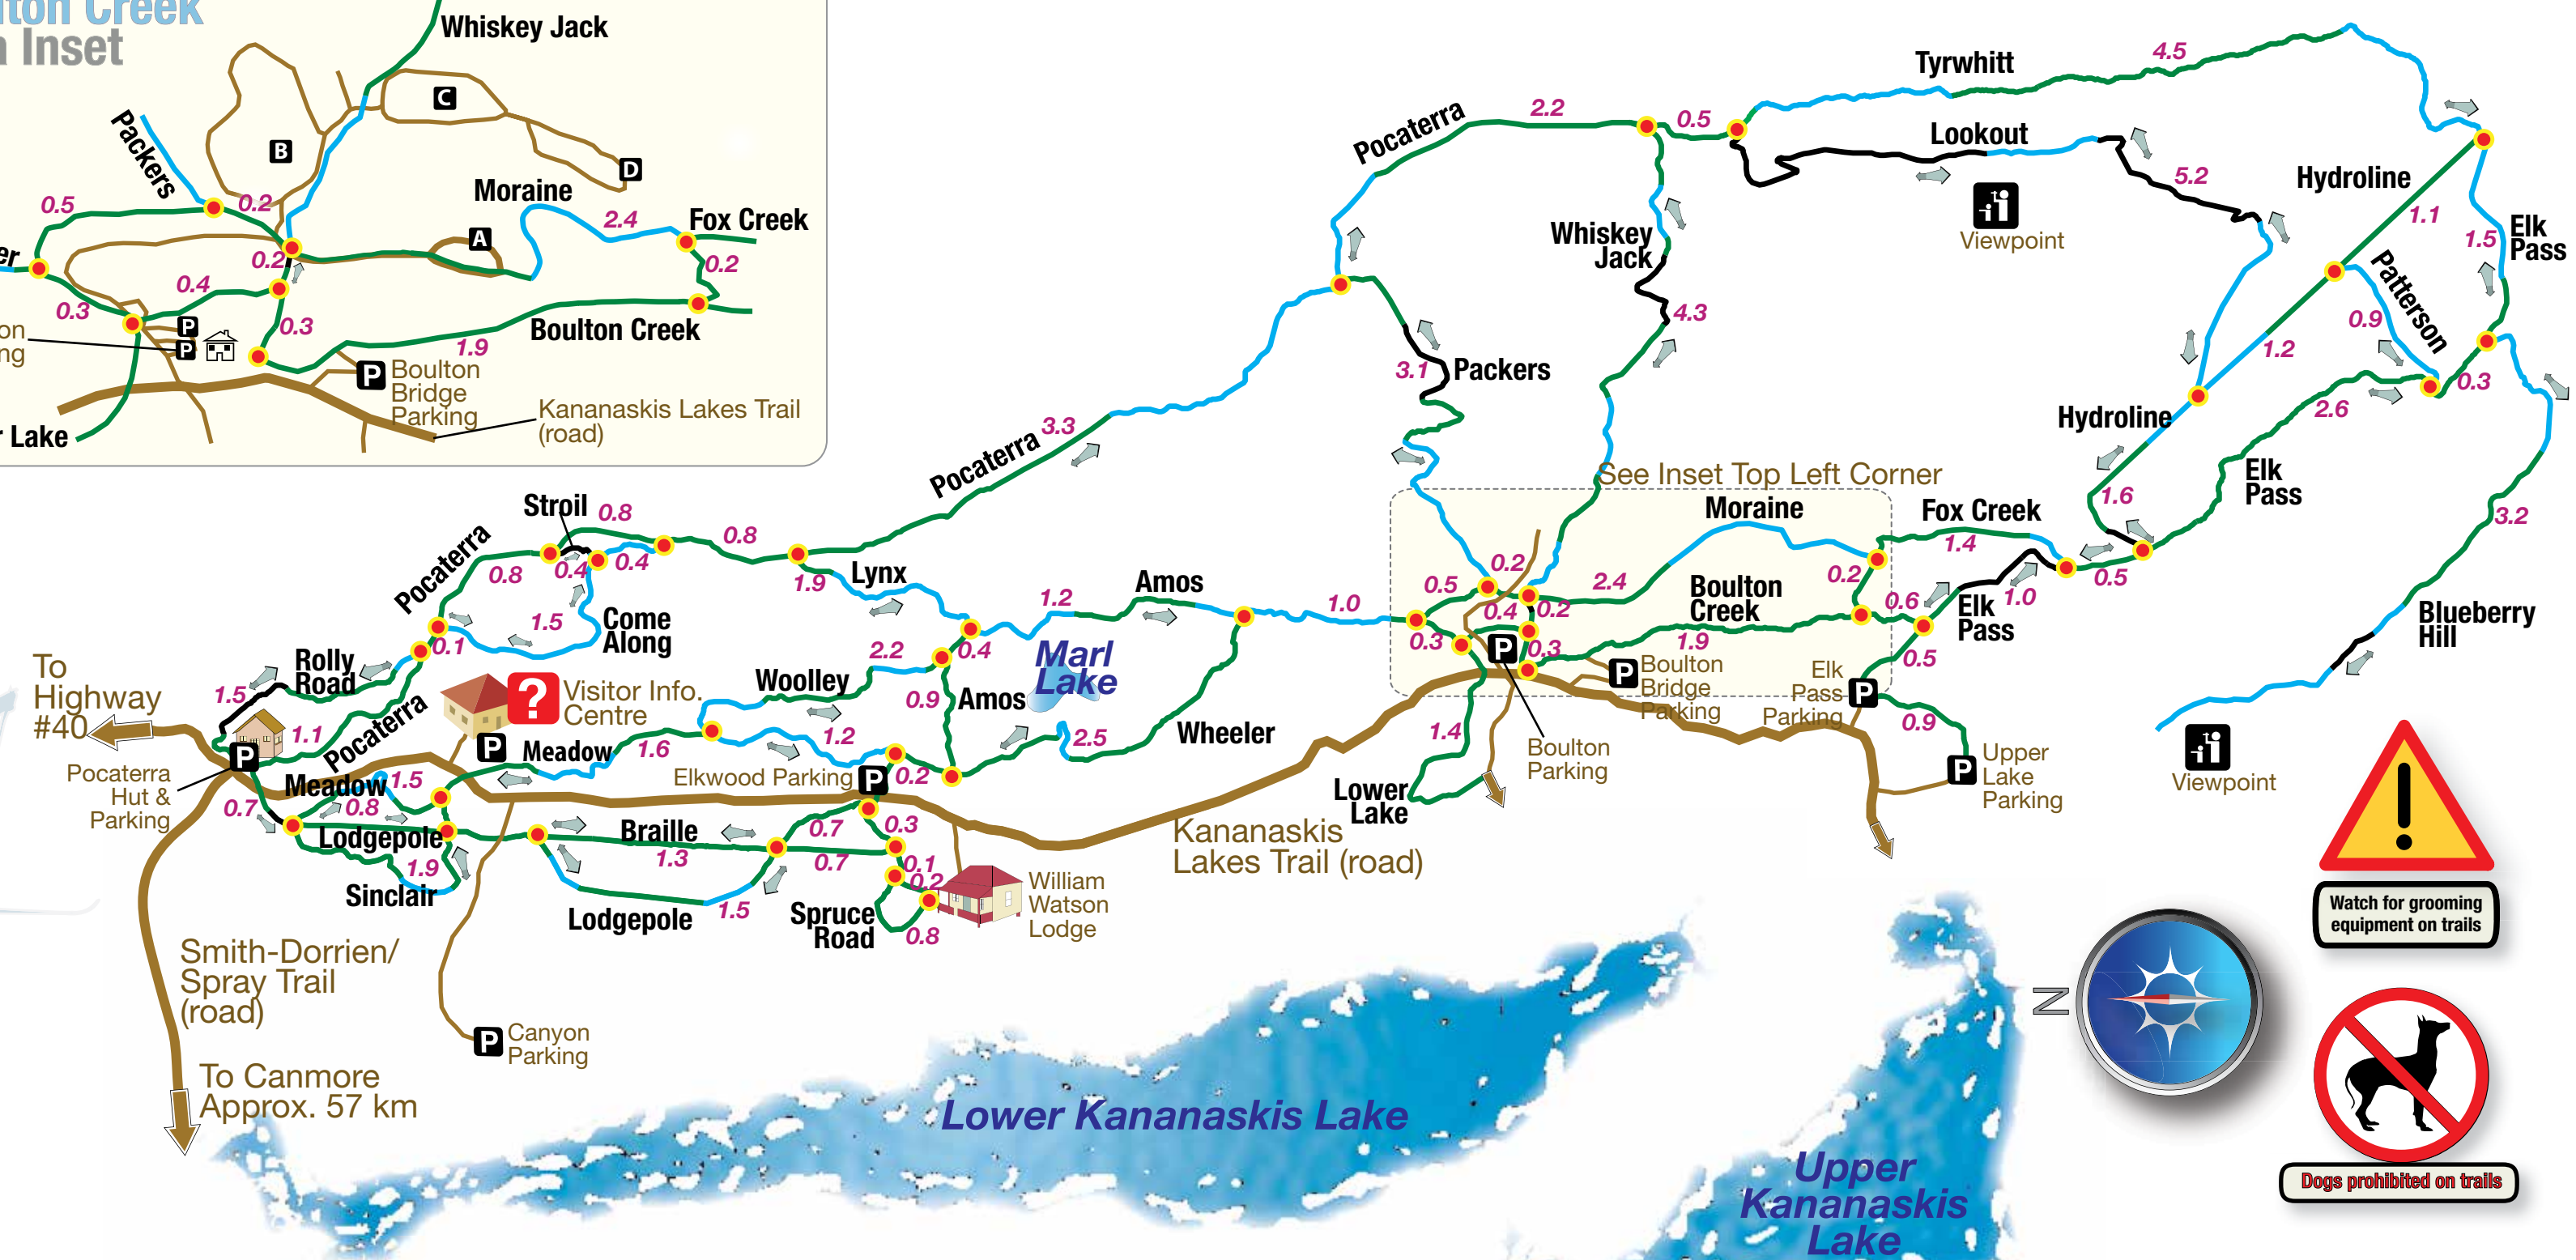 lton Creek
Inset
Whiskey Jack
C
B
D
A
Packers
0.5
0.2
Moraine
2.4
Fox Creek
er
0.2
0.2
0.4
0.3
0.3
Boulton Creek
on
ng
P
P
1.9
P
Boulton
Bridge
Parking
Kananaskis Lakes Trail
(road)
r Lake
Tyrwhitt
4.5
Pocaterra
2.2
0.5
Lookout
5.2
Viewpoint
Hydroline
1.1
1.5
Elk
Pass
Whiskey
Jack
4.3
Patterson
0.9
1.2
0.3
3.1
Packers
Hydroline
2.6
Pocaterra
3.3
See Inset Top Left Corner
Elk
Pass
1.6
3.2
Stroil
0.8
0.8
Moraine
Fox Creek
1.4
Pocaterra
0.8
0.4
0.4
1.9
Lynx
0.2
0.5
2.4
0.2
0.5
Amos
1.2
1.0
0.4
0.2
Boulton
Creek
0.6
1.0
Elk
Pass
1.5
Come
Along
0.1
0.3
P
0.3
1.9
Blueberry
Hill
2.2
0.4
Marl
Lake
To
Highway
#40
Rolly
Road
1.5
Woolley
0.9
Amos
P
Boulton
Bridge
Parking
Elk
Pass
Parking
P
0.5
?
Visitor Info.
Centre
1.1
Pocaterra
P
Meadow
1.6
1.2
2.5
Wheeler
1.4
0.9
P
Pocaterra
Hut &
Parking
Meadow
1.5
Elkwood Parking
P
0.2
Boulton
Parking
P
Upper
Lake
Parking
Viewpoint
Lower
Lake
0.7
0.8
Lodgepole
Braille
1.3
0.7
0.7
0.3
Kananaskis
Lakes Trail (road)
1.9
Sinclair
0.1
0.2
William
Watson
Lodge
Lodgepole
1.5
Spruce
Road
0.8
Watch for grooming
equipment on trails
Smith-Dorrien/
Spray Trail
(road)
N
P
Canyon
Parking
To Canmore
Approx. 57 km
Lower Kananaskis Lake
Upper
Kananaskis
Lake
Dogs prohibited on trails